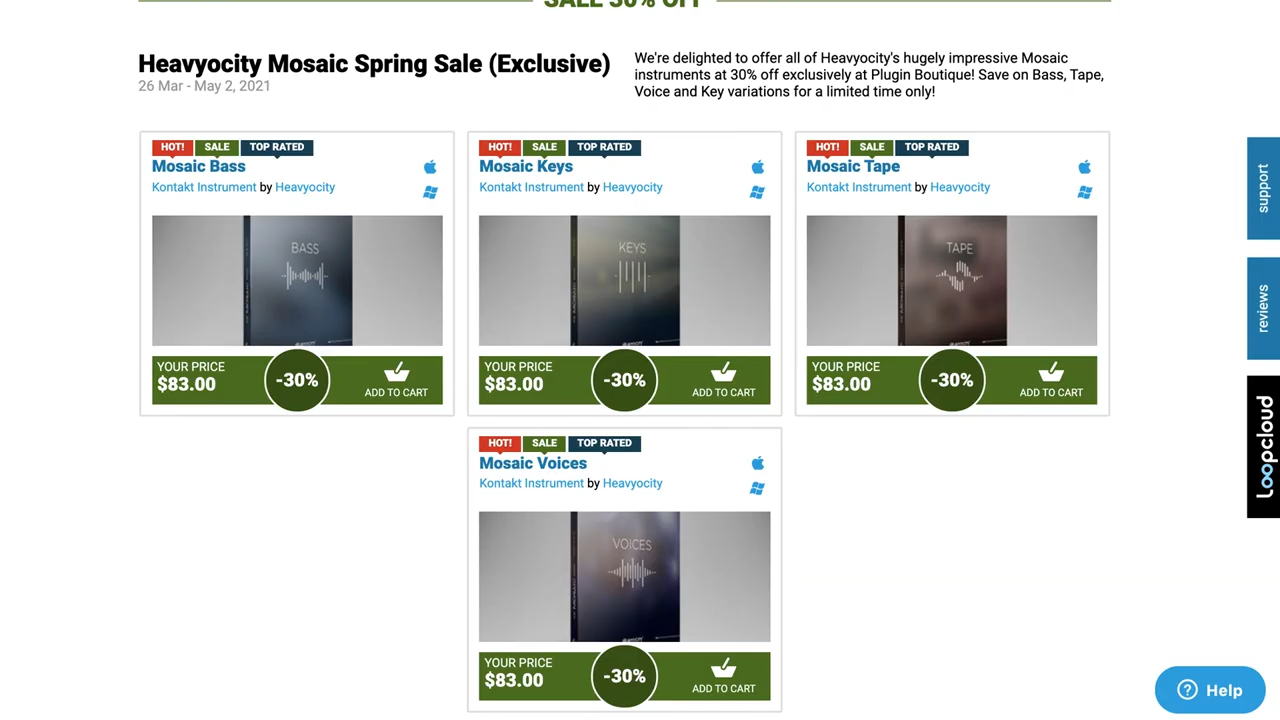 SALE 30% OFF
Heavyocity Mosaic Spring Sale (Exclusive)
26 Mar - May 2, 2021
We're delighted to offer all of Heavyocity's hugely impressive Mosaic
instruments at 30% off exclusively at Plugin Boutique! Save on Bass, Tape,
Voice and Key variations for a limited time only!
HOT! SALE TOP RATED
Mosaic Bass
Kontakt Instrument by Heavyocity
BASS
YOUR PRICE
$83.00
-30%
ADD TO CART
HOT! SALE TOP RATED
Mosaic Keys
Kontakt Instrument by Heavyocity
KEYS
YOUR PRICE
$83.00
-30%
ADD TO CART
HOT! SALE TOP RATED
Mosaic Tape
Kontakt Instrument by Heavyocity
TAPE
YOUR PRICE
$83.00
-30%
ADD TO CART
HOT! SALE TOP RATED
Mosaic Voices
Kontakt Instrument by Heavyocity
VOICES
YOUR PRICE
$83.00
-30%
ADD TO CART
support
reviews
Loopcloud
Help